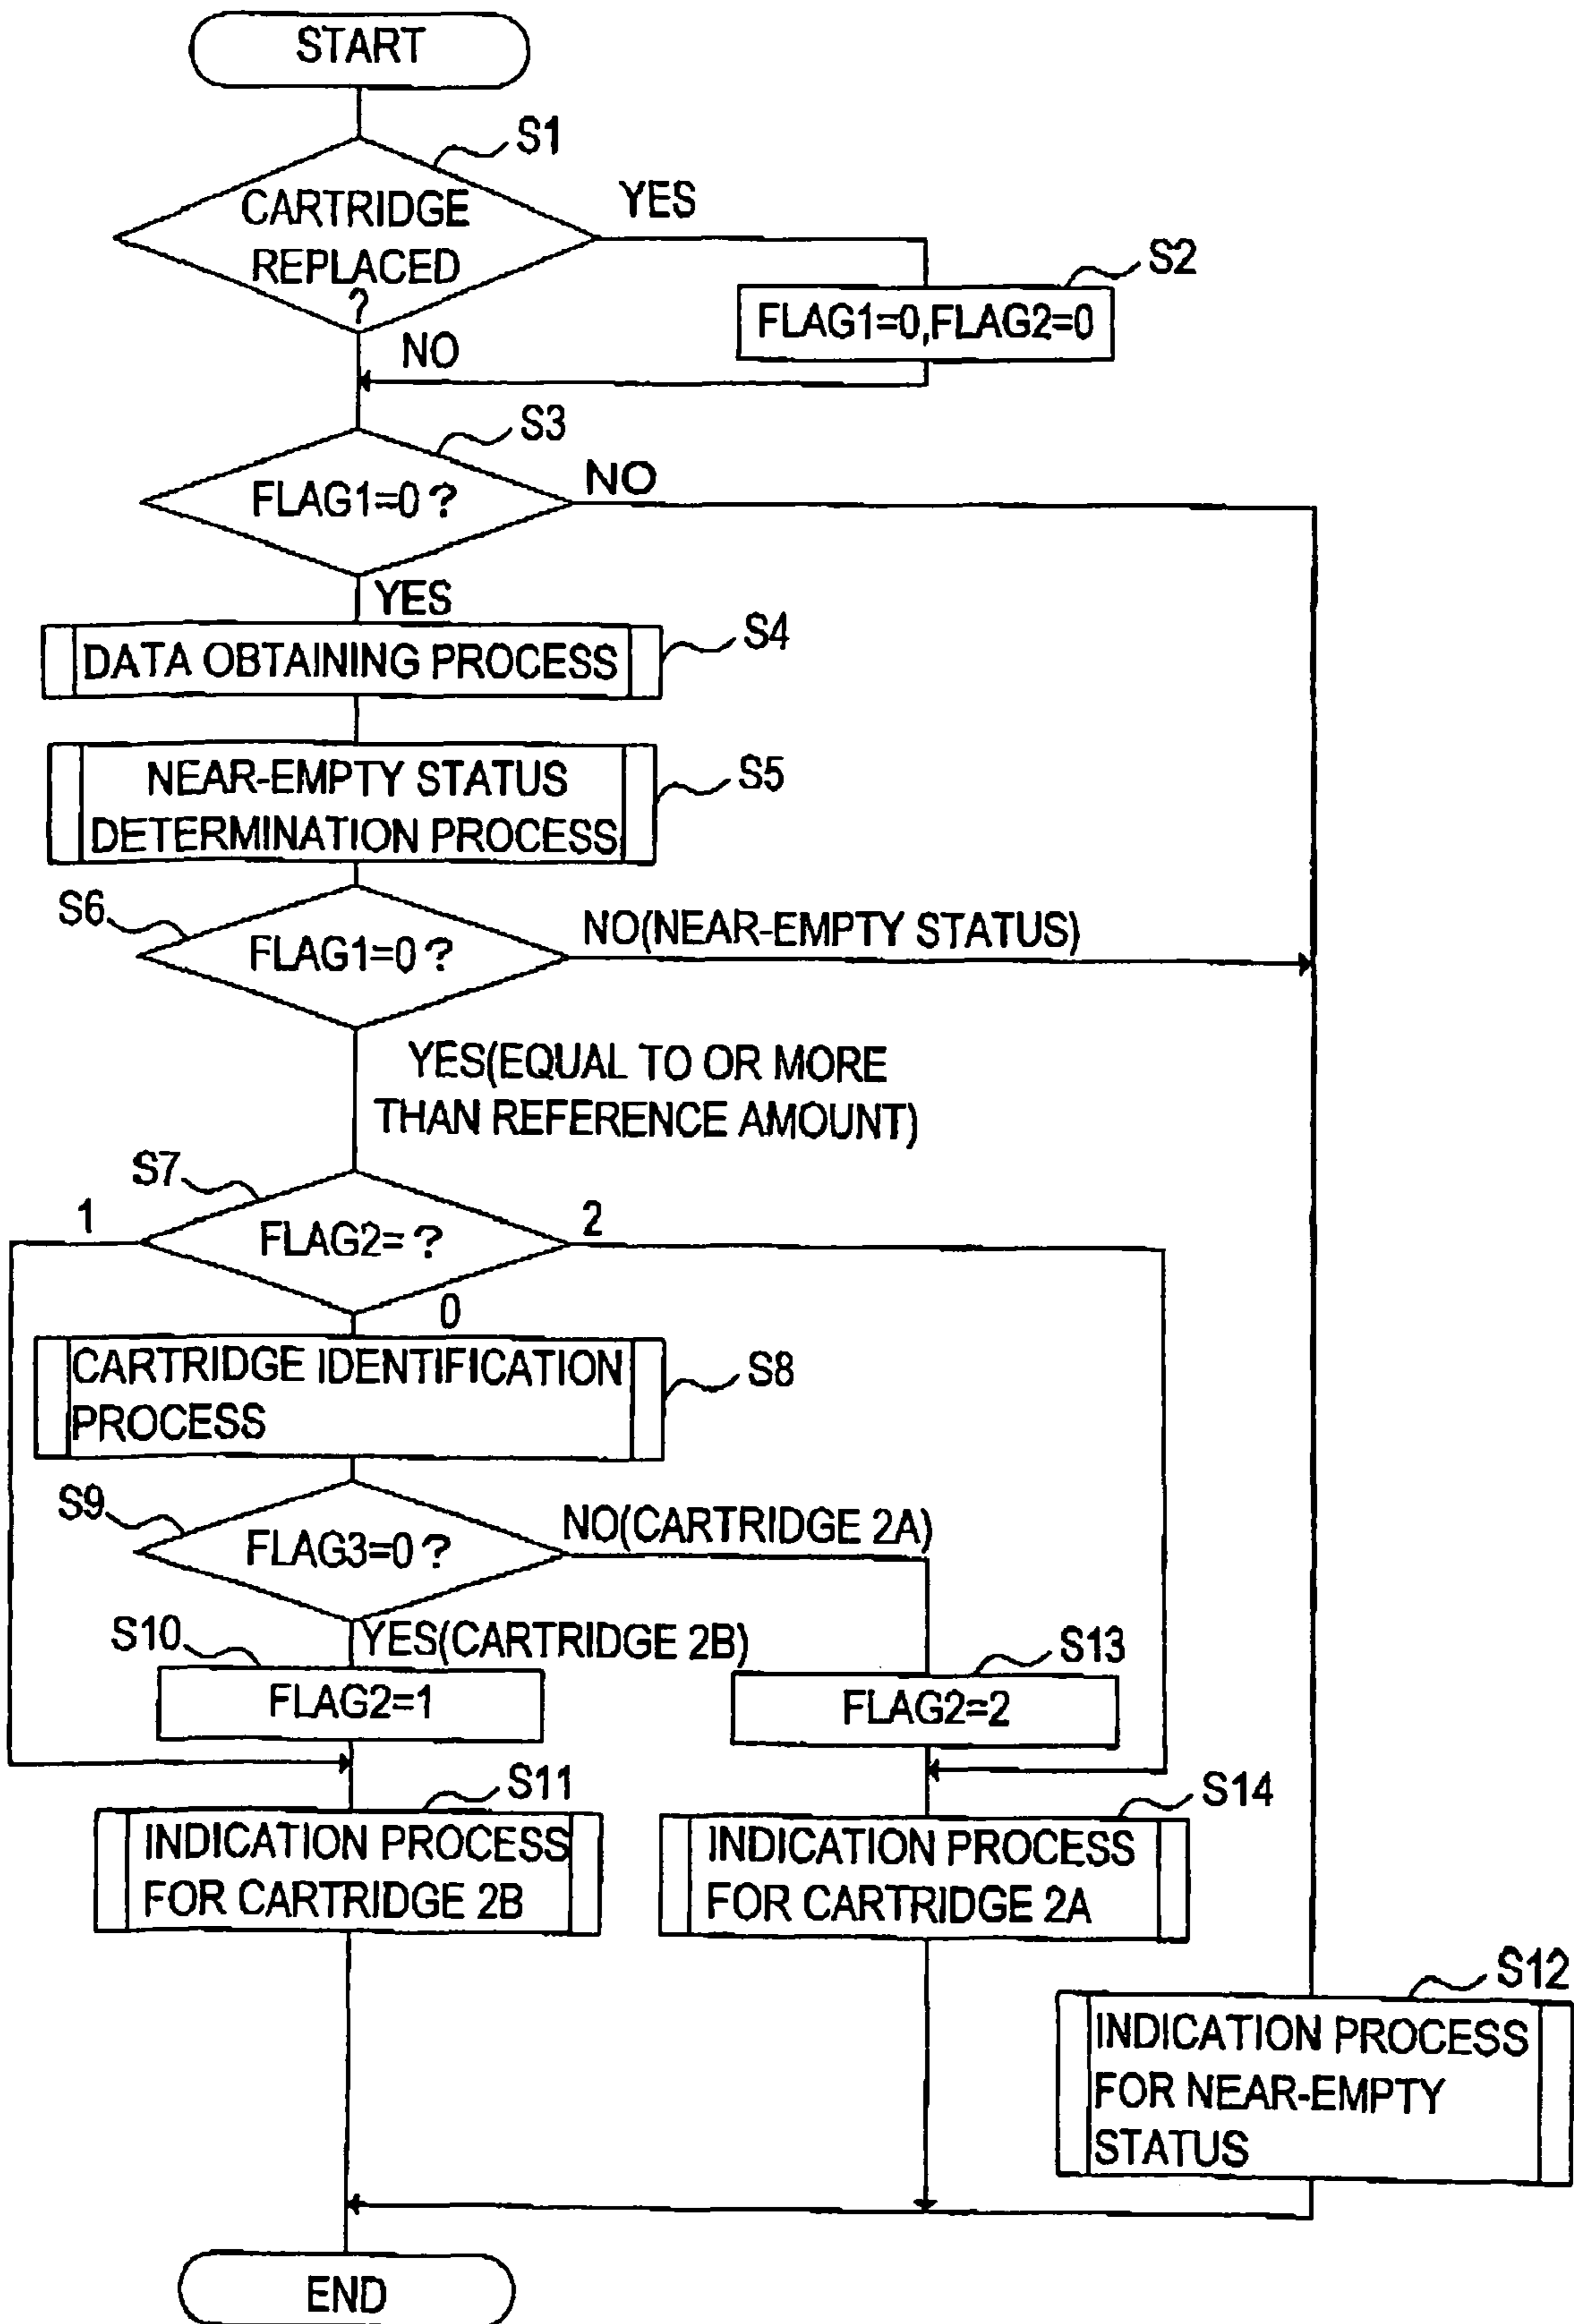 START
S1
CARTRIDGE
REPLACED
?
YES
S2
FLAG1=0,FLAG2=0
NO
S3
FLAG1=0 ?
NO
YES
S4
DATA OBTAINING PROCESS
S5
NEAR-EMPTY STATUS
DETERMINATION PROCESS
S6
FLAG1=0 ?
NO(NEAR-EMPTY STATUS)
YES(EQUAL TO OR MORE
THAN REFERENCE AMOUNT)
S7
1
FLAG2= ?
2
0
CARTRIDGE IDENTIFICATION
PROCESS
S8
S9
FLAG3=0 ?
NO(CARTRIDGE 2A)
S10
YES(CARTRIDGE 2B)
S13
FLAG2=1
FLAG2=2
S11
S14
INDICATION PROCESS
FOR CARTRIDGE 2B
INDICATION PROCESS
FOR CARTRIDGE 2A
S12
INDICATION PROCESS
FOR NEAR-EMPTY
STATUS
END